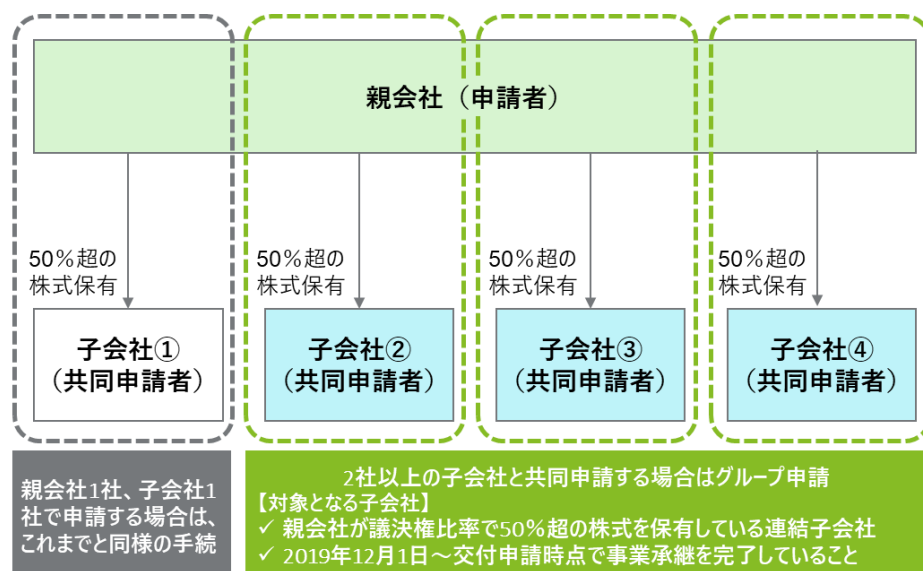 親会社（申請者）
50％超の
株式保有
50％超の
株式保有
50％超の
株式保有
50％超の
株式保有
子会社①
（共同申請者）
子会社②
（共同申請者）
子会社③
（共同申請者）
子会社④
（共同申請者）
親会社1社、子会社1
社で申請する場合は、
これまでと同様の手続
2社以上の子会社と共同申請する場合はグループ申請
【対象となる子会社】
✓ 親会社が議決権比率で50％超の株式を保有している連結子会社
✓ 2019年12月1日～交付申請時点で事業承継を完了していること